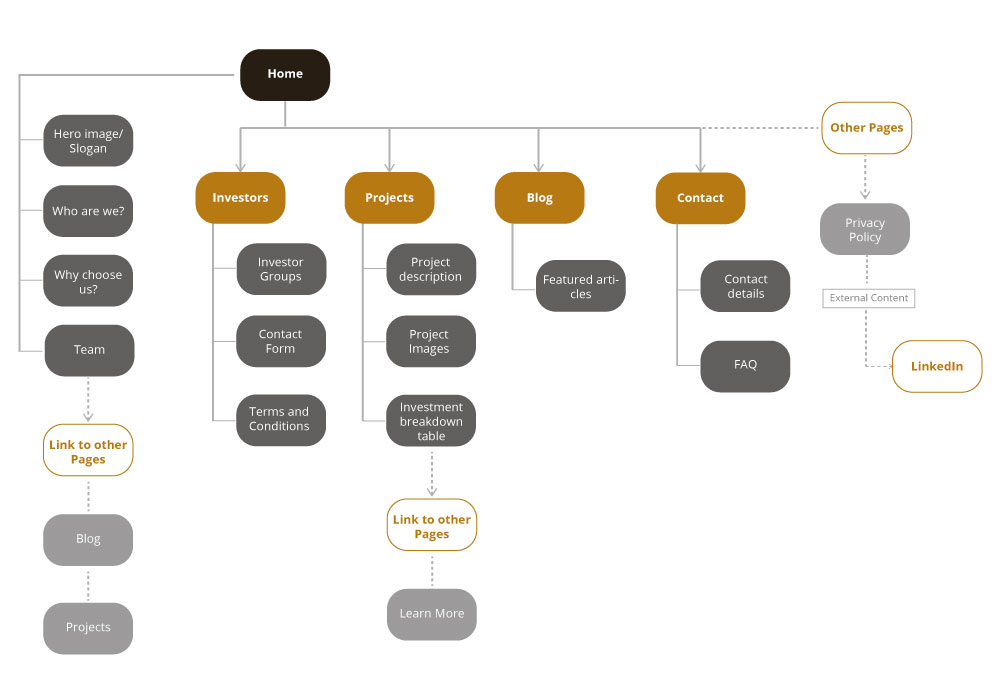 Home
Hero image/
Slogan
Who are we?
Why choose
us?
Team
Link to other
Pages
Blog
Projects
Investors
Investor
Groups
Contact
Form
Terms and
Conditions
Projects
Project
description
Project
Images
Investment
breakdown
table
Link to other
Pages
Learn More
Blog
Featured arti-
cles
Contact
Contact
details
FAQ
Other Pages
Privacy
Policy
External Content
LinkedIn